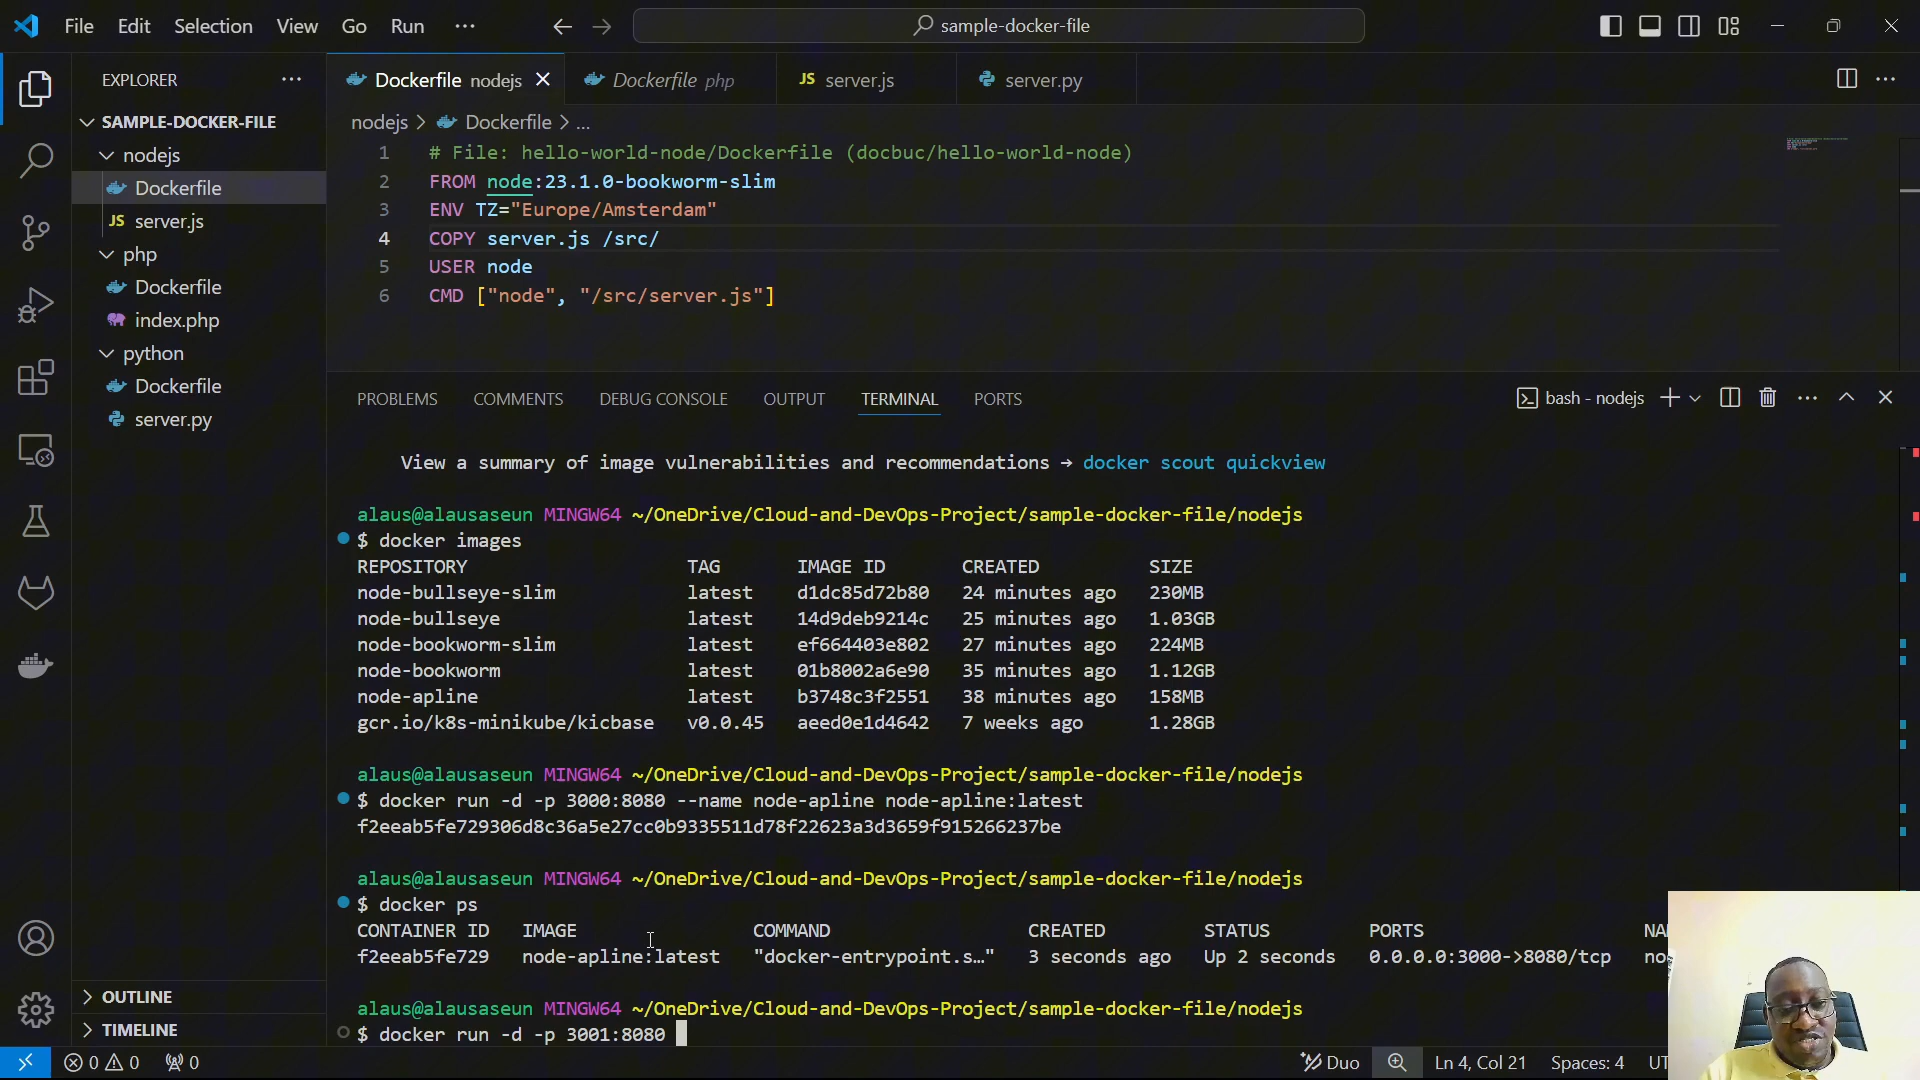 File Edit Selection View Go Run ···
sample-docker-file
EXPLORER
SAMPLE-DOCKER-FILE
nodejs
Dockerfile
JS server.js
php
Dockerfile
index.php
python
Dockerfile
server.py
OUTLINE
TIMELINE
Dockerfile nodejs
Dockerfile php
JS server.js
server.py
nodejs > Dockerfile > ...
1 # File: hello-world-node/Dockerfile (docbuc/hello-world-node)
2 FROM node:23.1.0-bookworm-slim
3 ENV TZ="Europe/Amsterdam"
4 COPY server.js /src/
5 USER node
6 CMD ["node", "/src/server.js"]
PROBLEMS COMMENTS DEBUG CONSOLE OUTPUT TERMINAL PORTS
bash - nodejs
View a summary of image vulnerabilities and recommendations → docker scout quickview
alaus@alausaseun MINGW64 ~/OneDrive/Cloud-and-DevOps-Project/sample-docker-file/nodejs
$ docker images
REPOSITORY TAG IMAGE ID CREATED SIZE
node-bullseye-slim latest d1dc85d72b80 24 minutes ago 230MB
node-bullseye latest 14d9deb9214c 25 minutes ago 1.03GB
node-bookworm-slim latest ef664403e802 27 minutes ago 224MB
node-bookworm latest 01b8002a6e90 35 minutes ago 1.12GB
node-apline latest b3748c3f2551 38 minutes ago 158MB
gcr.io/k8s-minikube/kicbase v0.0.45 aeed0e1d4642 7 weeks ago 1.28GB
alaus@alausaseun MINGW64 ~/OneDrive/Cloud-and-DevOps-Project/sample-docker-file/nodejs
$ docker run -d -p 3000:8080 --name node-apline node-apline:latest
f2eeab5fe729306d8c36a5e27cc0b9335511d78f22623a3d3659f915266237be
alaus@alausaseun MINGW64 ~/OneDrive/Cloud-and-DevOps-Project/sample-docker-file/nodejs
$ docker ps
CONTAINER ID IMAGE COMMAND CREATED STATUS PORTS
f2eeab5fe729 node-apline:latest "docker-entrypoint.s…" 3 seconds ago Up 2 seconds 0.0.0.0:3000->8080/tcp
alaus@alausaseun MINGW64 ~/OneDrive/Cloud-and-DevOps-Project/sample-docker-file/nodejs
$ docker run -d -p 3001:8080
0 0 0 Duo Ln 4, Col 21 Spaces: 4